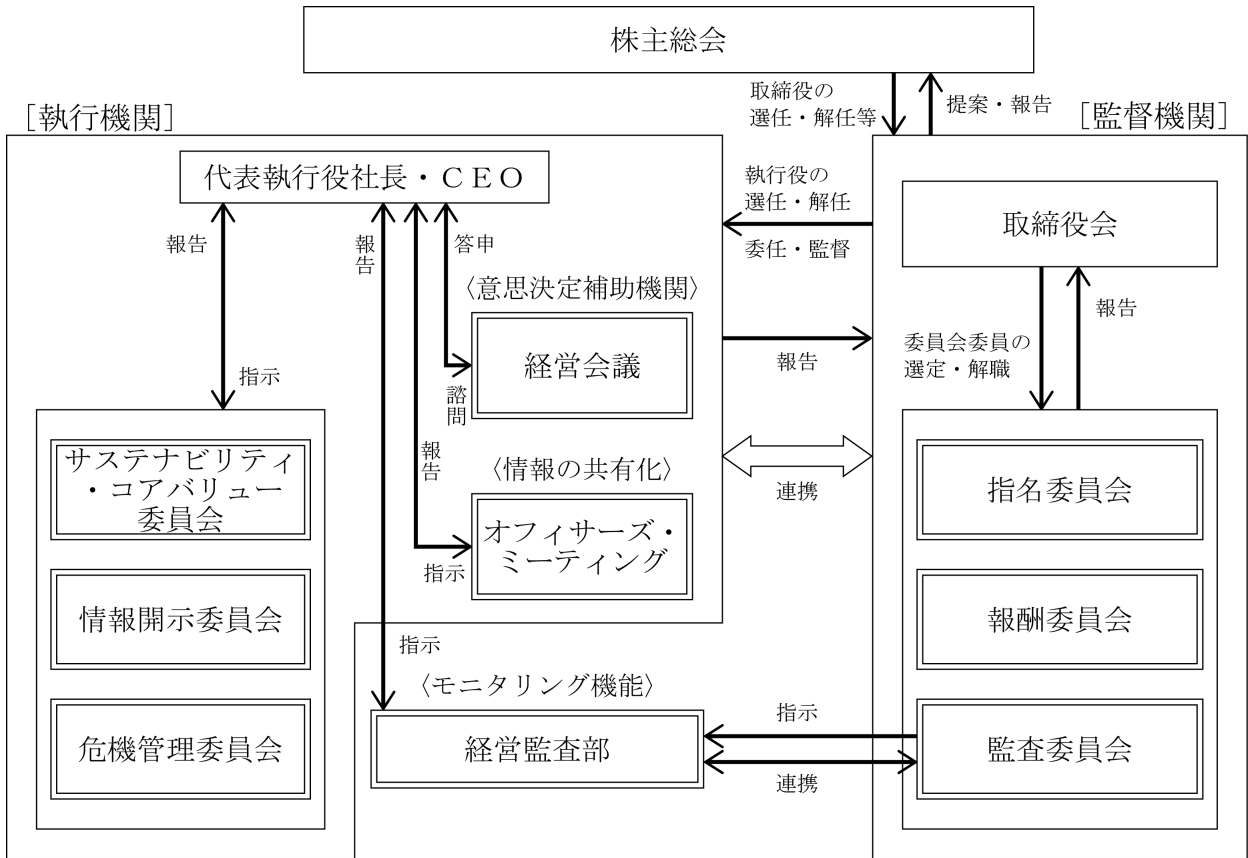 株主総会
取締役の
選任・解任等
提案・報告
［執行機関］
［監督機関］
代表執行役社長・ＣＥＯ
執行役の
選任・解任
委任・監督
取締役会
報告
報告
答申
〈意思決定補助機関〉
経営会議
諮問
指示
報告
報告
委員会委員の
選定・解職
サステナビリティ
・コアバリュー
委員会
報告
〈情報の共有化〉
オフィサーズ・
ミーティング
指示
連携
指名委員会
情報開示委員会
報酬委員会
指示
〈モニタリング機能〉
危機管理委員会
経営監査部
指示
連携
監査委員会